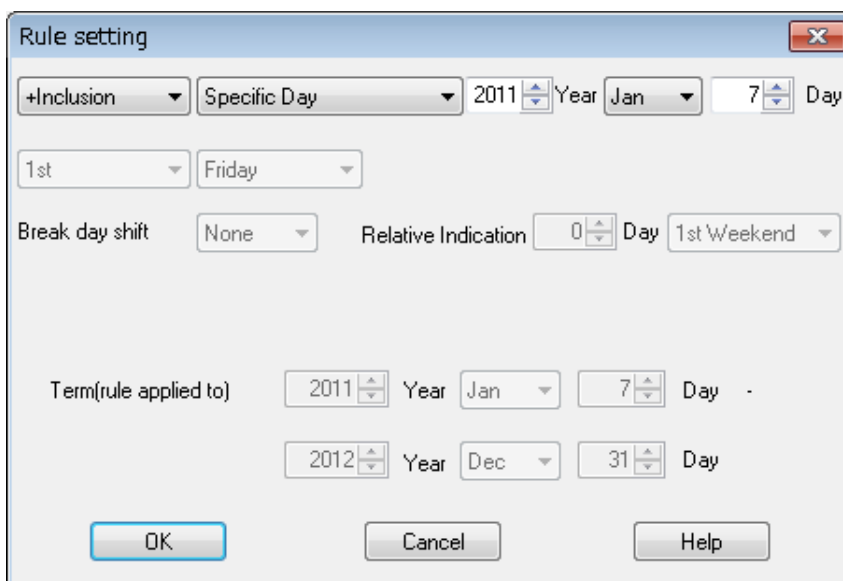 Rule setting
+Inclusion Specific Day 2011 Year Jan 7 Day
1st Friday
Break day shift None Relative Indication 0 Day 1st Weekend
Term(rule applied to) 2011 Year Jan 7 Day -
2012 Year Dec 31 Day
OK Cancel Help